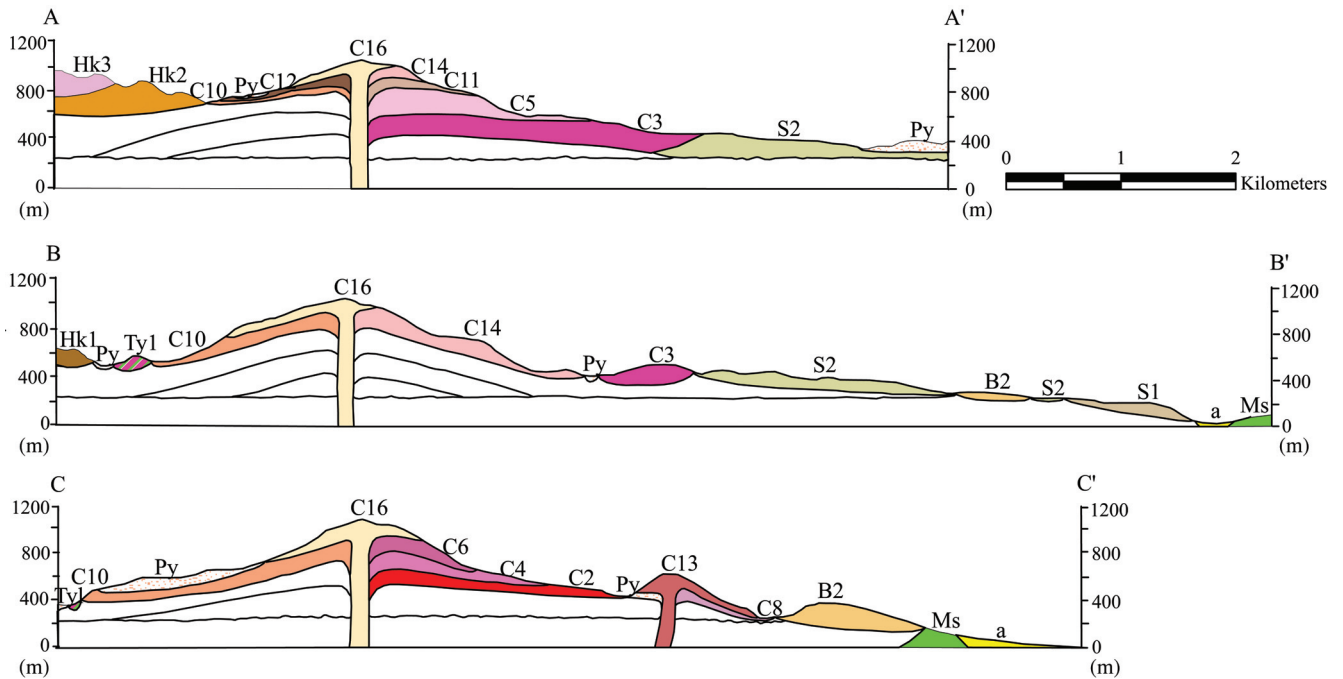 A A'
1200 C16 1200
Hk3 Hk2 C10 Py C12 C14 C11
800 C5 C3 S2 Py 800
400 400
0 0
(m) (m)
0 1 2
Kilometers
B B'
1200 C16 1200
800 Hk1 Py Ty1 C10 C14 Py C3 S2 800
400 B2 S2 S1 a Ms 400
0 0
(m) (m)
C C'
1200 C16 1200
800 Py C6 C13 800
Ty1 C10 C4 C2 Py C8 B2
400 Ms a 400
0 0
(m) (m)